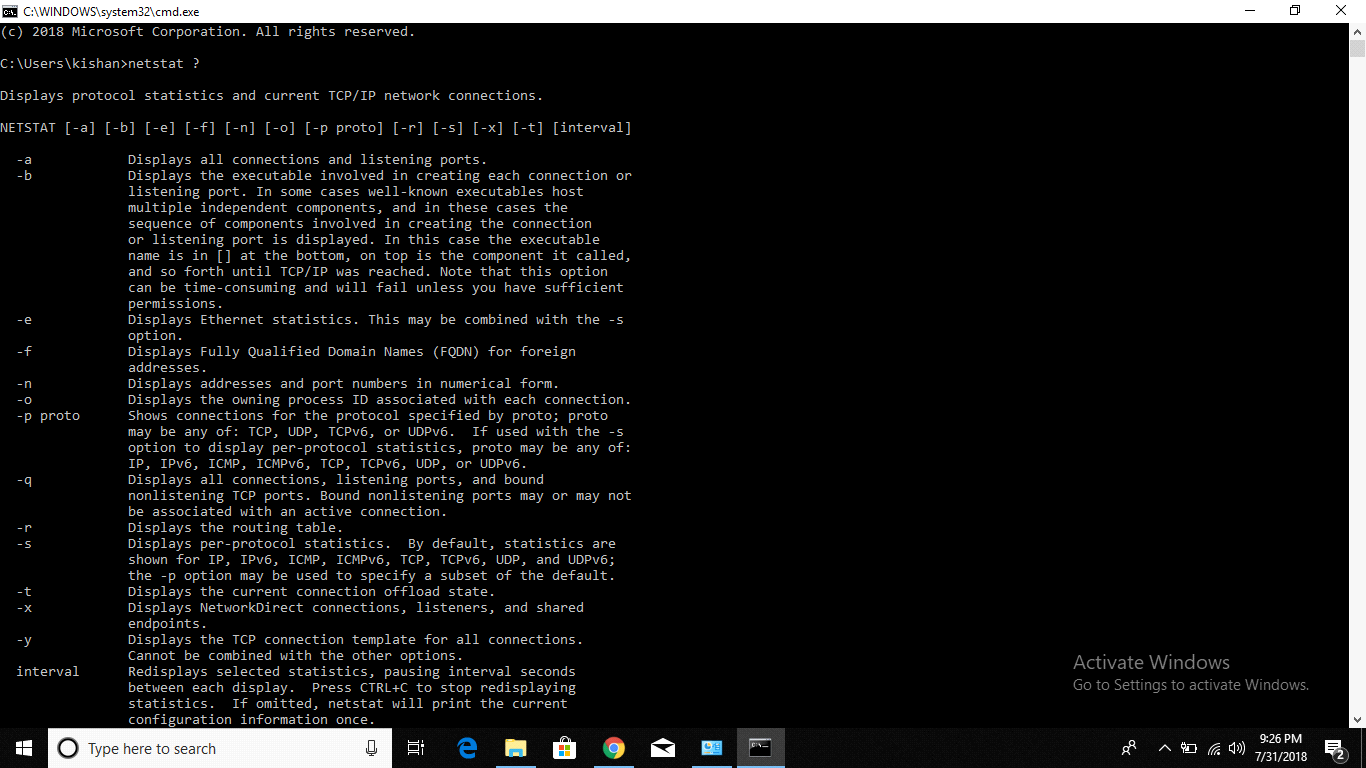 C:\WINDOWS\system32\cmd.exe
(c) 2018 Microsoft Corporation. All rights reserved.
C:\Users\kishan>netstat ?
Displays protocol statistics and current TCP/IP network connections.
NETSTAT [-a] [-b] [-e] [-f] [-n] [-o] [-p proto] [-r] [-s] [-x] [-t] [interval]
-a Displays all connections and listening ports.
-b Displays the executable involved in creating each connection or
listening port. In some cases well-known executables host
multiple independent components, and in these cases the
sequence of components involved in creating the connection
or listening port is displayed. In this case the executable
name is in [] at the bottom, on top is the component it called,
and so forth until TCP/IP was reached. Note that this option
can be time-consuming and will fail unless you have sufficient
permissions.
-e Displays Ethernet statistics. This may be combined with the -s
option.
-f Displays Fully Qualified Domain Names (FQDN) for foreign
addresses.
-n Displays addresses and port numbers in numerical form.
-o Displays the owning process ID associated with each connection.
-p proto Shows connections for the protocol specified by proto; proto
may be any of: TCP, UDP, TCPv6, or UDPv6.  If used with the -s
option to display per-protocol statistics, proto may be any of:
IP, IPv6, ICMP, ICMPv6, TCP, TCPv6, UDP, or UDPv6.
-q Displays all connections, listening ports, and bound
nonlistening TCP ports. Bound nonlistening ports may or may not
be associated with an active connection.
-r Displays the routing table.
-s Displays per-protocol statistics.  By default, statistics are
shown for IP, IPv6, ICMP, ICMPv6, TCP, TCPv6, UDP, and UDPv6;
the -p option may be used to specify a subset of the default.
-t Displays the current connection offload state.
-x Displays NetworkDirect connections, listeners, and shared
endpoints.
-y Displays the TCP connection template for all connections.
Cannot be combined with the other options.
interval Redisplays selected statistics, pausing interval seconds
between each display.  Press CTRL+C to stop redisplaying
statistics.  If omitted, netstat will print the current
configuration information once.
Activate Windows
Go to Settings to activate Windows.
Type here to search
9:26 PM
7/31/2018
2